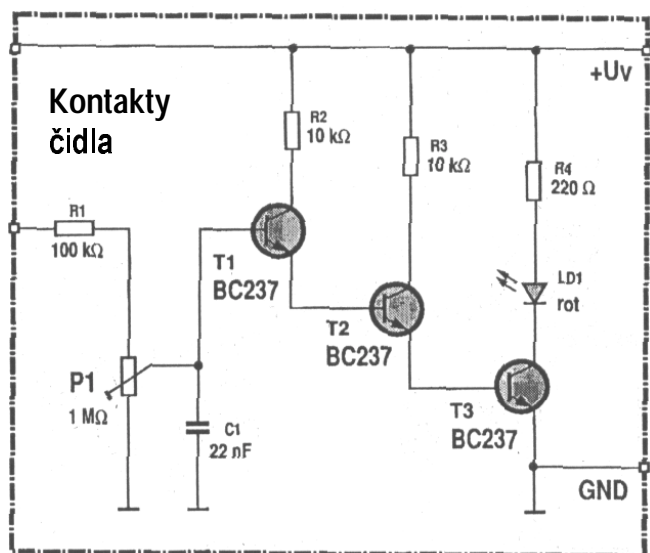 +Uv
Kontakty
čidla
R2
10 kΩ
R3
10 kΩ
R4
220 Ω
R1
100 kΩ
T1
BC237
LD1
rot
T2
BC237
P1
1 MΩ
C1
22 nF
T3
BC237
GND